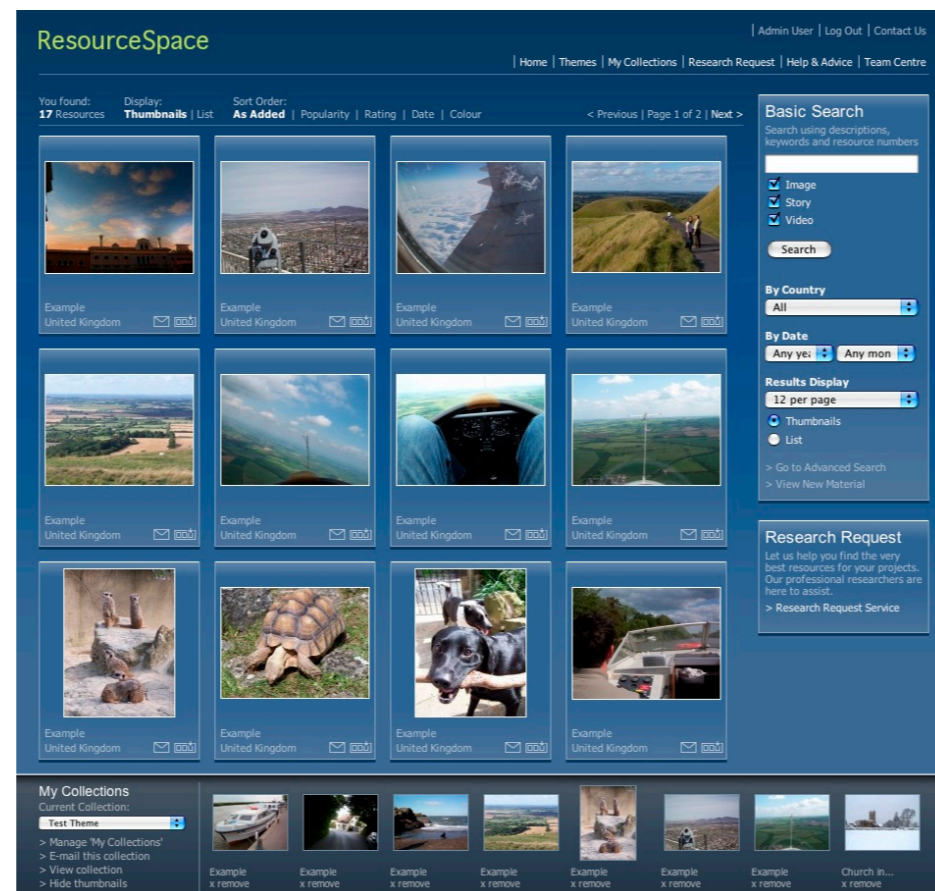 ResourceSpace
| Admin User | Log Out | Contact Us
| Home | Themes | My Collections | Research Request | Help & Advice | Team Centre
You found:
17 Resources
Display:
Thumbnails | List
Sort Order:
As Added | Popularity | Rating | Date | Colour
< Previous | Page 1 of 2 | Next >
Example
United Kingdom
Example
United Kingdom
Example
United Kingdom
Example
United Kingdom
Example
United Kingdom
Example
United Kingdom
Example
United Kingdom
Example
United Kingdom
Example
United Kingdom
Example
United Kingdom
Example
United Kingdom
Example
United Kingdom
Basic Search
Search using descriptions,
keywords and resource numbers
Image
Story
Video
Search
By Country
All
By Date
Any yea Any mon
Results Display
12 per page
Thumbnails
List
> Go to Advanced Search
> View New Material
Research Request
Let us help you find the very
best resources for your projects.
Our professional researchers are
here to assist.
> Research Request Service
My Collections
Current Collection:
Test Theme
> Manage 'My Collections'
> E-mail this collection
> View collection
> Hide thumbnails
Example
x remove
Example
x remove
Example
x remove
Example
x remove
Example
x remove
Example
x remove
Example
x remove
Church in...
x remove